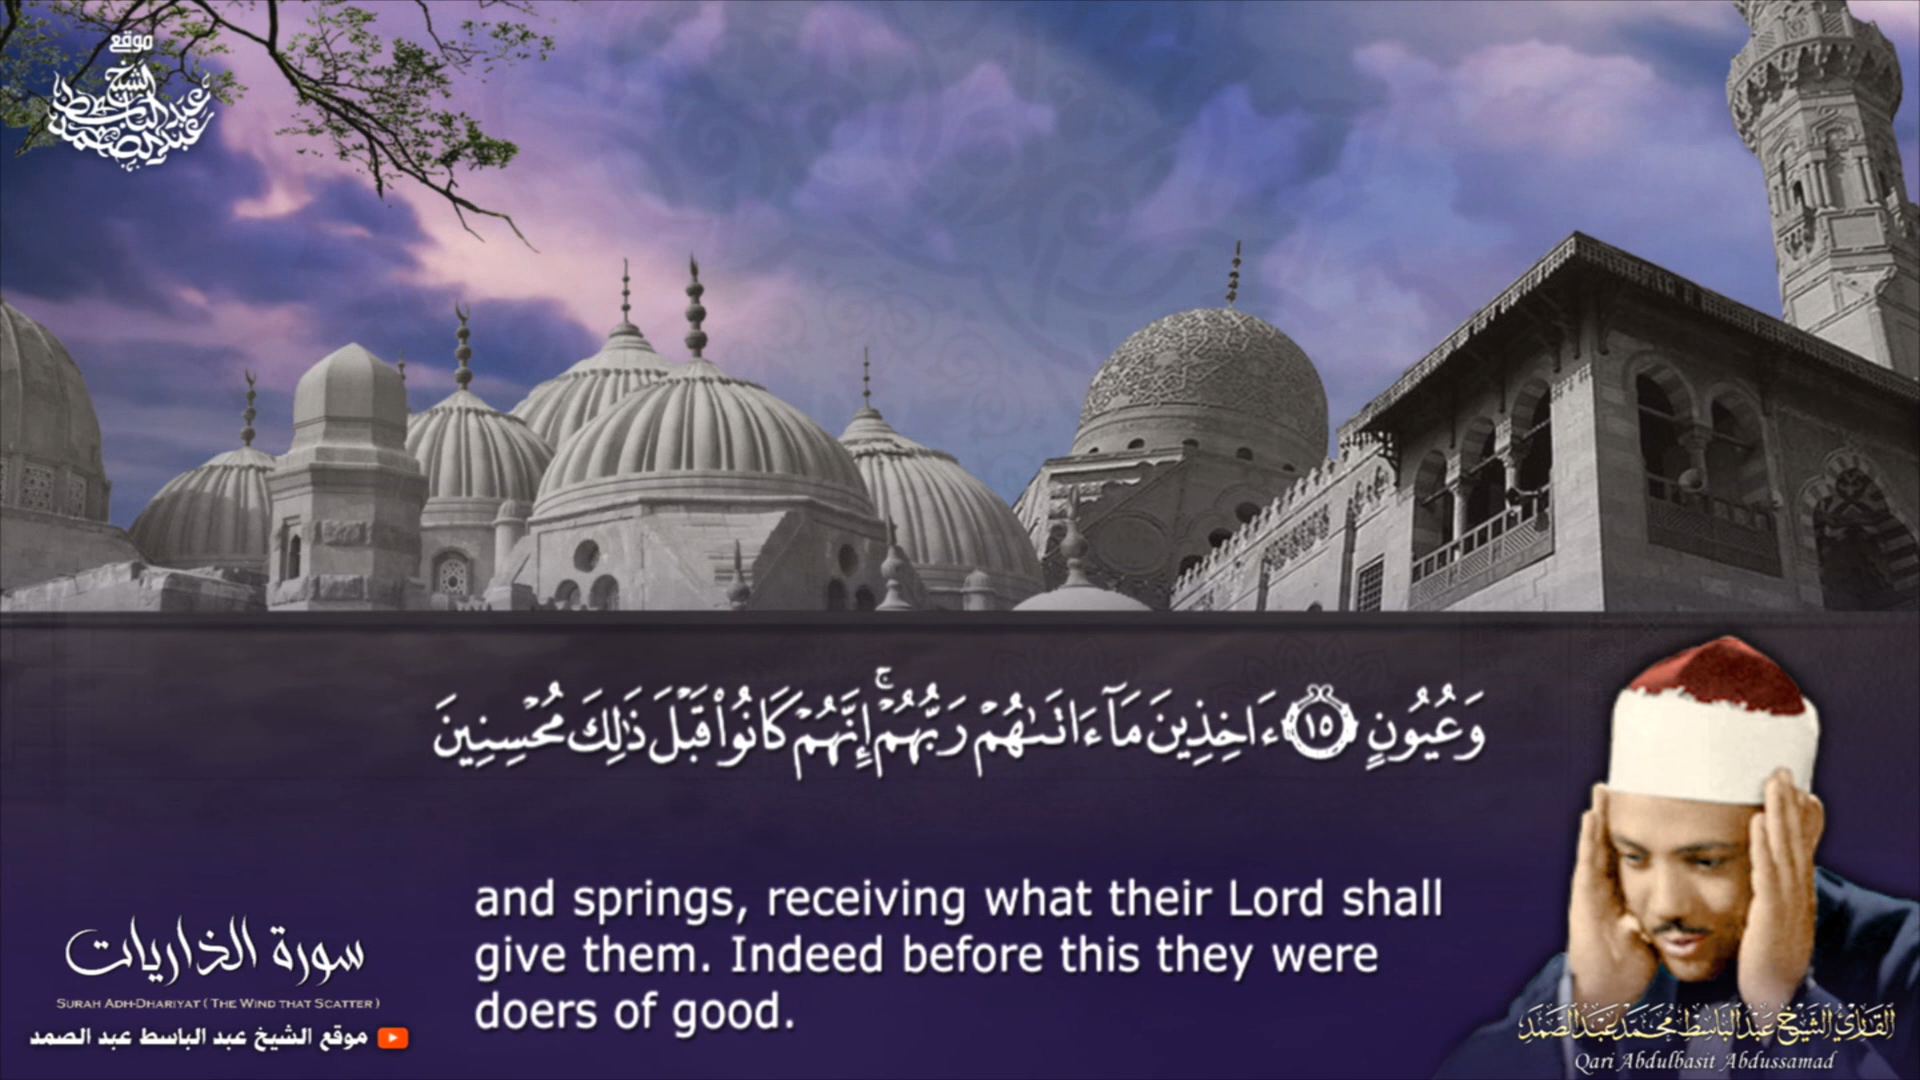 موقع
الشيخ
عبد الباسط
عبد الصمد
وَعُيُونٍ ١٥ ءَاخِذِينَ مَآ ءَاتَىٰهُمْ رَبُّهُمْ ۚ إِنَّهُمْ كَانُوا۟ قَبْلَ ذَٰلِكَ مُحْسِنِينَ
and springs, receiving what their Lord shall
give them. Indeed before this they were
doers of good.
سورة الذاريات
SURAH ADH-DHARIYAT ( THE WIND THAT SCATTER )
موقع الشيخ عبد الباسط عبد الصمد
القارئ الشيخ عبد الباسط محمد عبد الصمد
Qari Abdulbasit Abdussamad